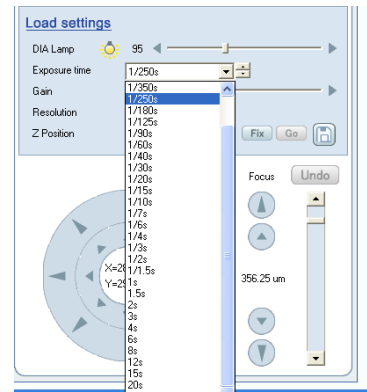 Load settings
DIA Lamp 95
Exposure time 1/250s
Gain
Resolution
Z Position Fix Go
1/350s
1/250s
1/180s
1/125s
1/90s
1/60s
1/40s
1/30s
1/20s
1/15s
1/10s
1/7s
1/6s
1/4s
1/3s
1/2s
1/1.5s
1s
1.5s
2s
3s
4s
6s
8s
12s
15s
20s
Focus Undo
356.25 um